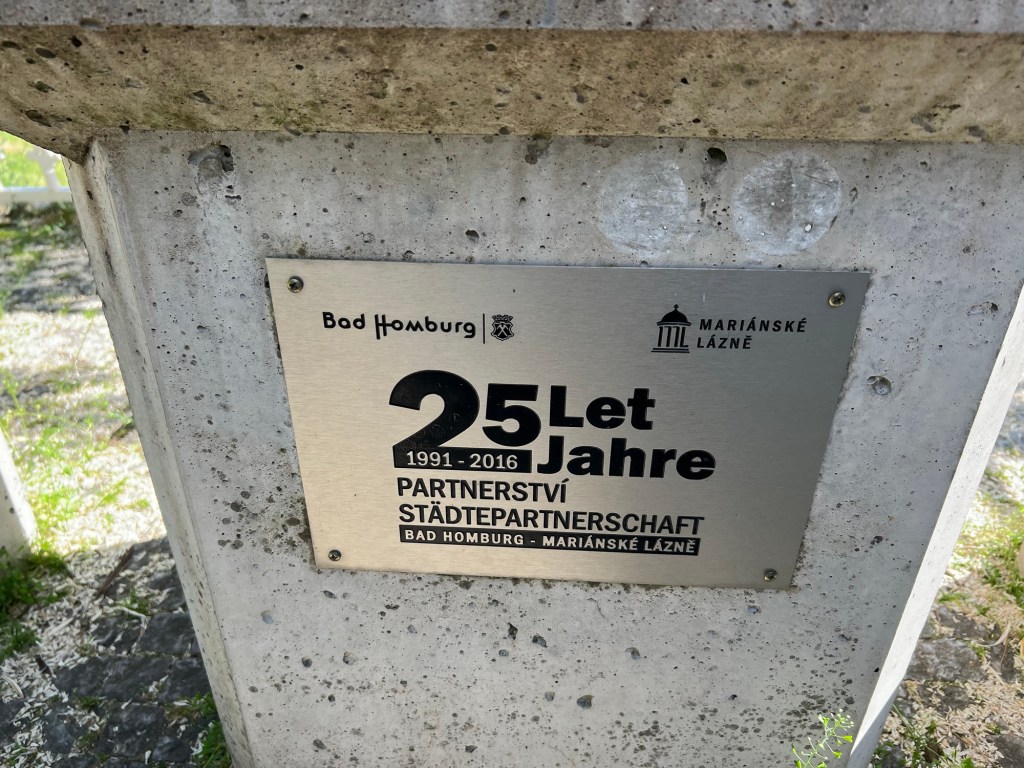 Bad Homburg
MARIÁNSKÉ
LÁZNĚ
25 Let
Jahre
1991 - 2016
PARTNERSTVÍ
STÄDTEPARTNERSCHAFT
BAD HOMBURG - MARIÁNSKÉ LÁZNĚ